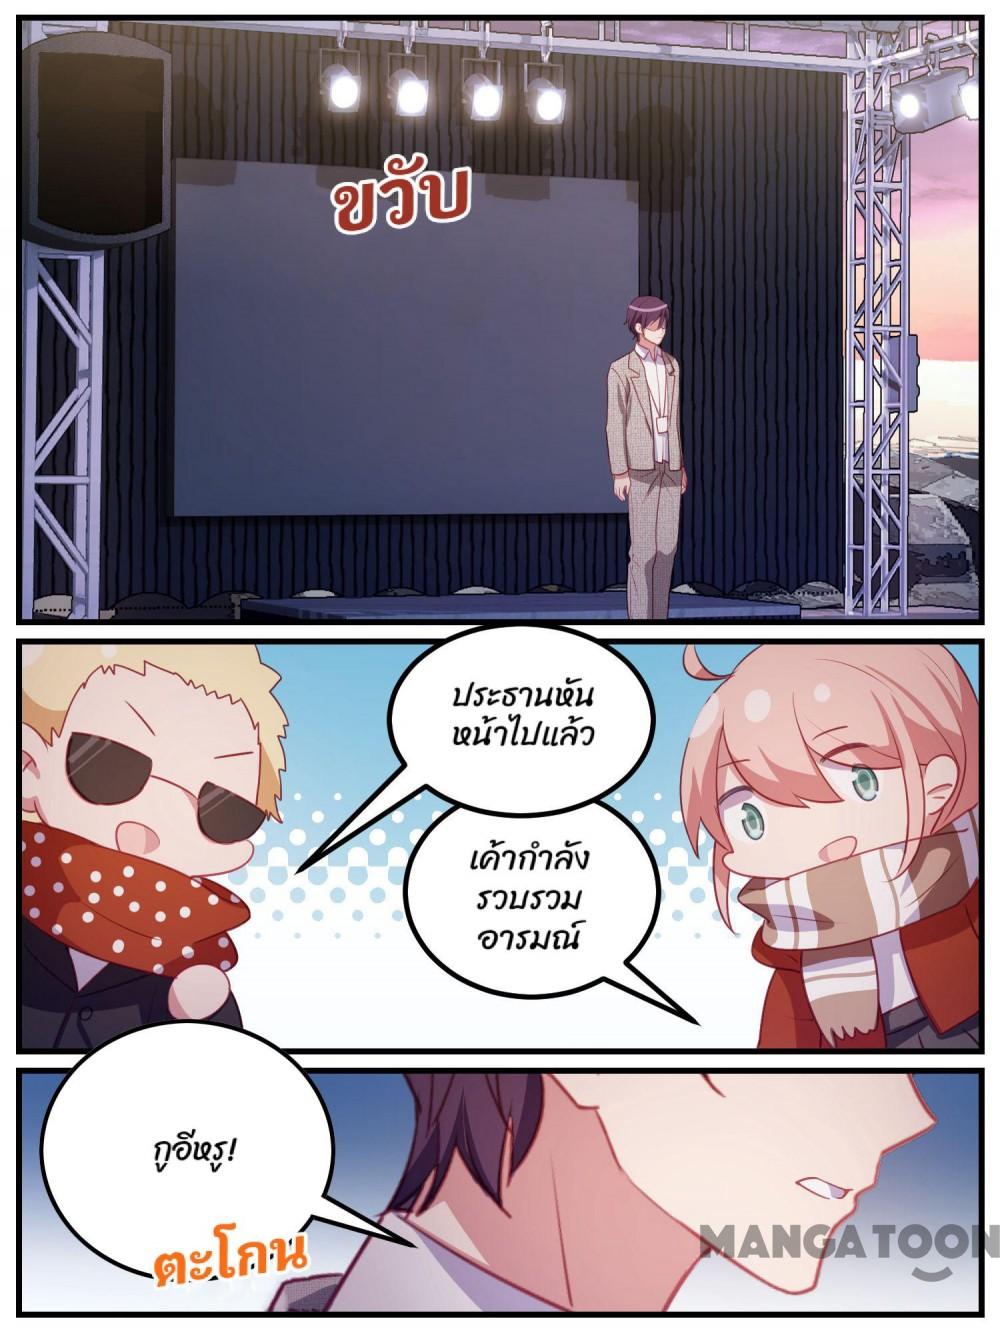 ขวับ
ประธานหัน
หน้าไปแล้ว
เค้ากำลัง
รวบรวม
อารมณ์
กูอีหรู!
ตะโกน
MANGATOON